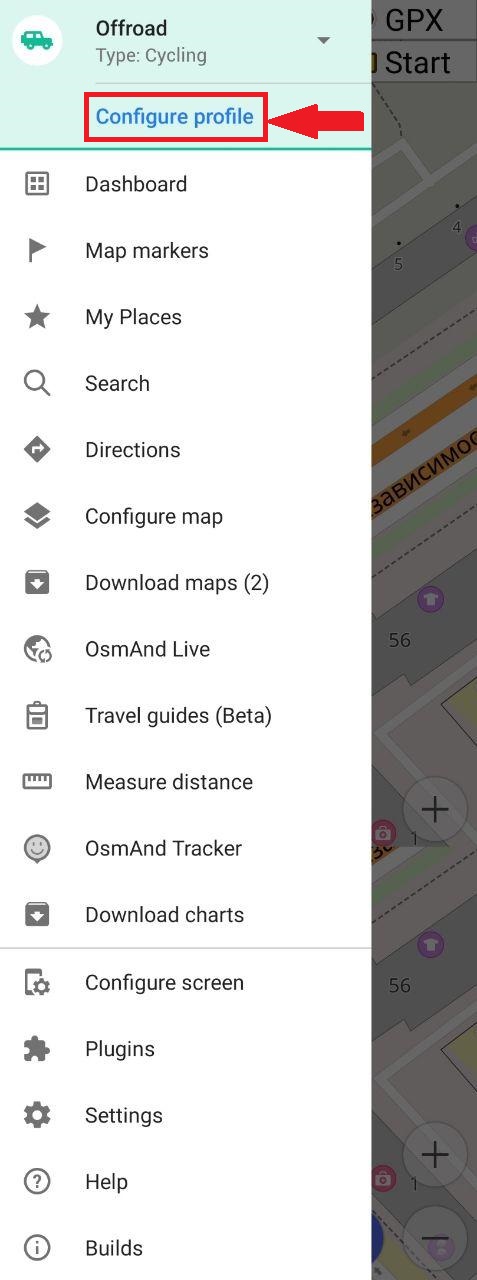 Offroad
Type: Cycling
Configure profile
Dashboard
Map markers
My Places
Search
Directions
Configure map
Download maps (2)
OsmAnd Live
Travel guides (Beta)
Measure distance
OsmAnd Tracker
Download charts
Configure screen
Plugins
Settings
Help
Builds
GPX
Start
4
5
зависимос
56
1
56
1